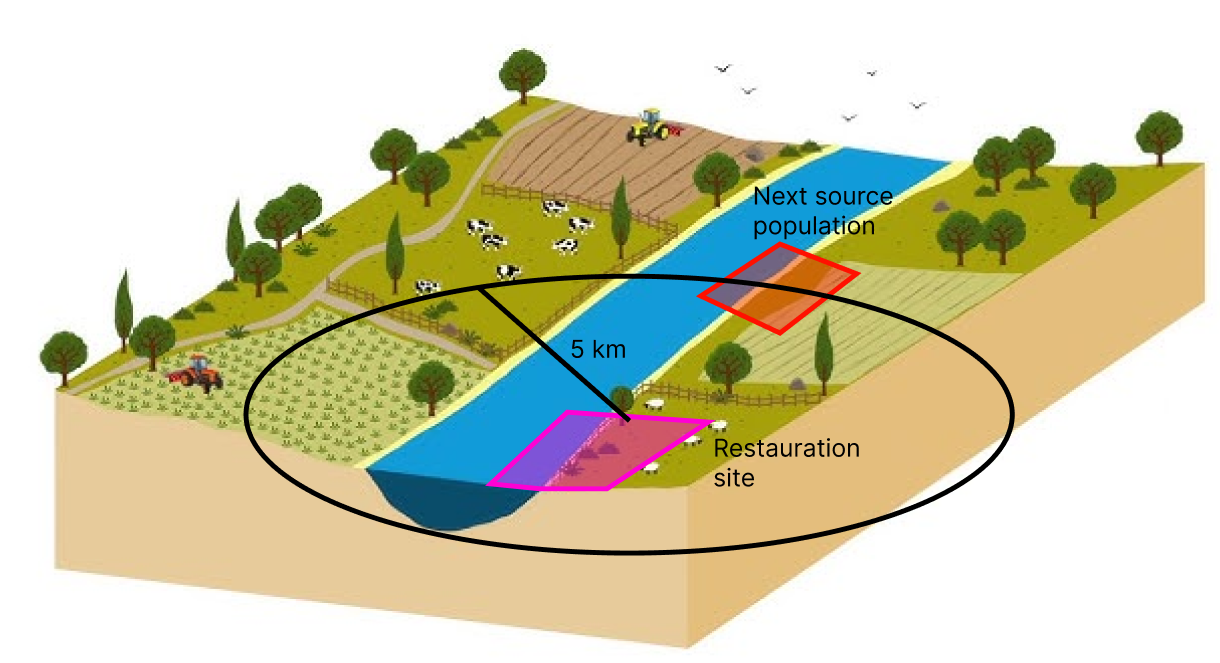 Next source
population
5 km
Restauration
site